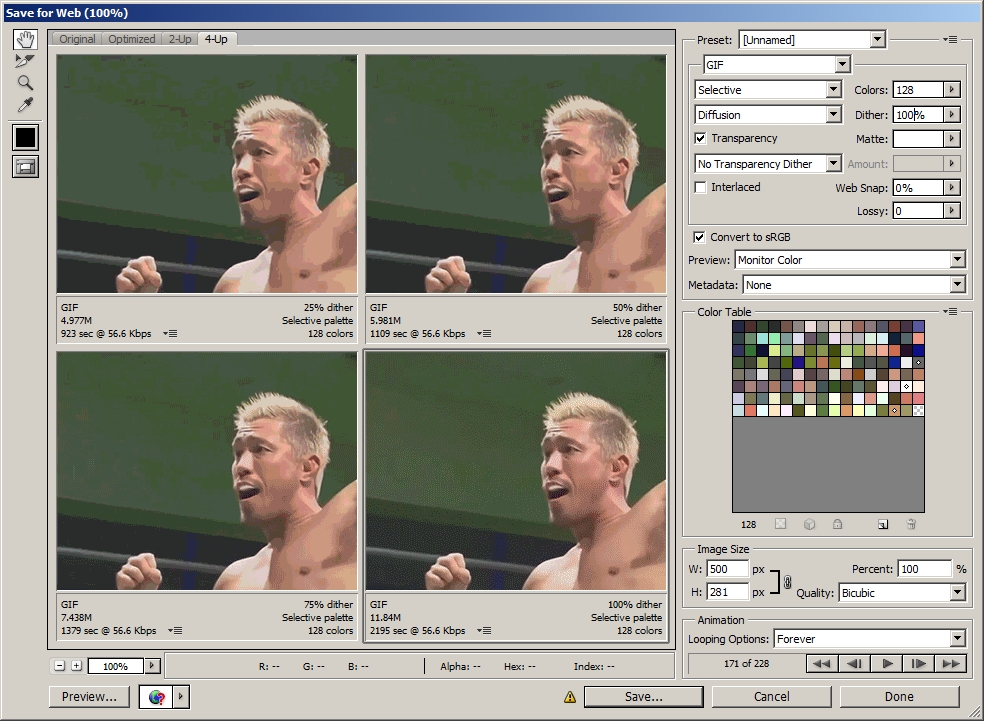 Save for Web (100%)
Original Optimized 2-Up 4-Up
GIF 25% dither
4.977M Selective palette
923 sec @ 56.6 Kbps 128 colors
GIF 50% dither
5.981M Selective palette
1109 sec @ 56.6 Kbps 128 colors
GIF 75% dither
7.438M Selective palette
1379 sec @ 56.6 Kbps 128 colors
GIF 100% dither
11.84M Selective palette
2195 sec @ 56.6 Kbps 128 colors
100% R: -- G: -- B: -- Alpha: -- Hex: -- Index: --
Preview...
Preset: [Unnamed]
GIF
Selective Colors: 128
Diffusion Dither: 100%
Transparency Matte:
No Transparency Dither Amount:
Interlaced Web Snap: 0%
Lossy: 0
Convert to sRGB
Preview: Monitor Color
Metadata: None
Color Table
128
Image Size
W: 500 px Percent: 100 %
H: 281 px Quality: Bicubic
Animation
Looping Options: Forever
171 of 228
Save... Cancel Done